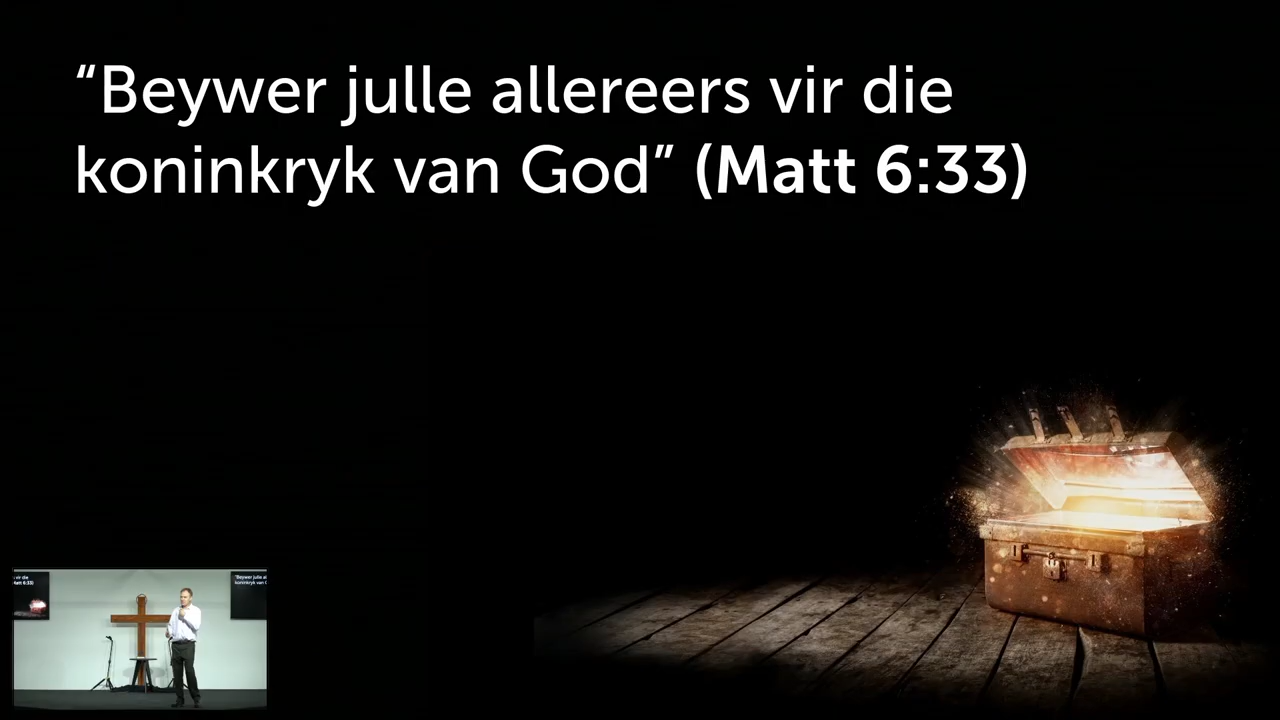 “Beywer julle allereers vir die
koninkryk van God” (Matt 6:33)